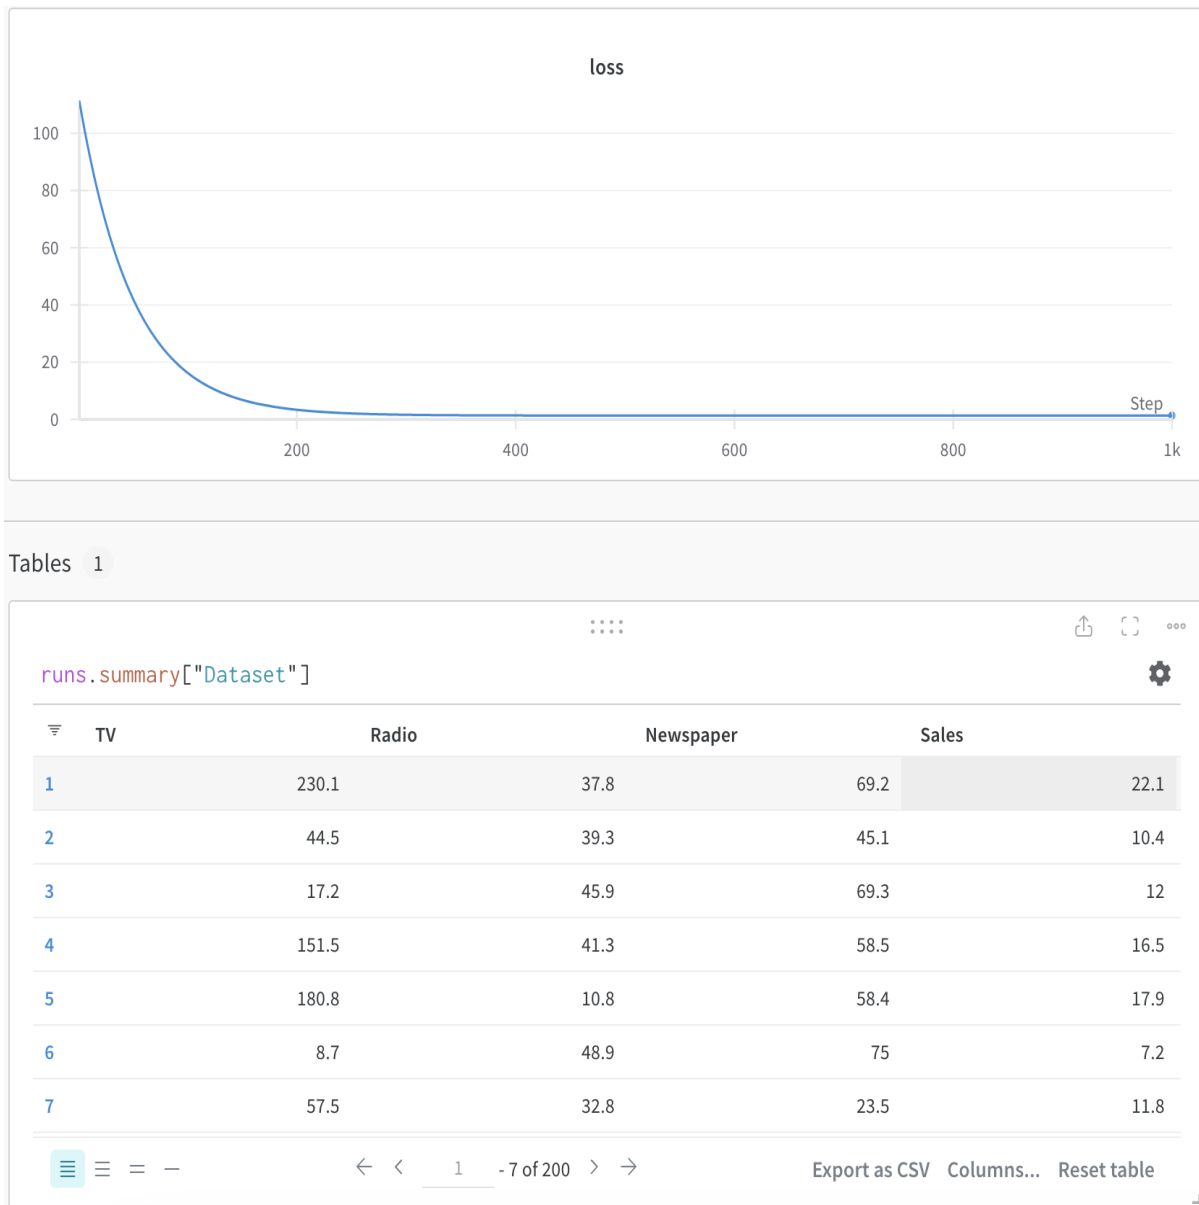 loss
100
80
60
40
20
0
Step
200 400 600 800 1k
Tables 1
runs.summary["Dataset"]
TV Radio Newspaper Sales
1 230.1 37.8 69.2 22.1
2 44.5 39.3 45.1 10.4
3 17.2 45.9 69.3 12
4 151.5 41.3 58.5 16.5
5 180.8 10.8 58.4 17.9
6 8.7 48.9 75 7.2
7 57.5 32.8 23.5 11.8
1 - 7 of 200 Export as CSV Columns... Reset table